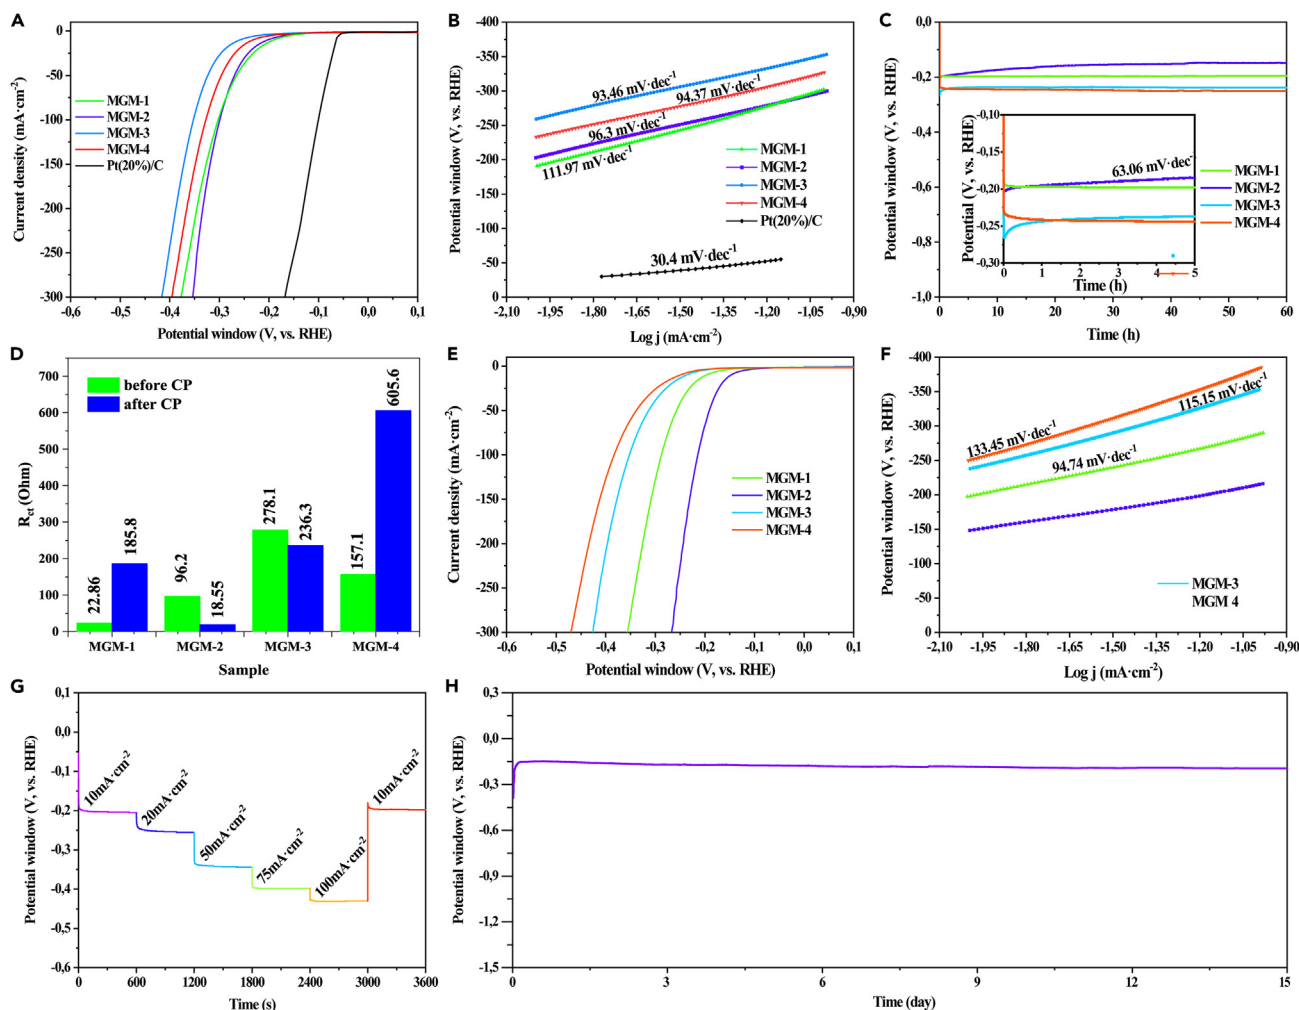 A
0
-50
-100
-150
-200
-250
-300
Current density (mA·cm⁻²)
MGM-1
MGM-2
MGM-3
MGM-4
Pt(20%)/C
-0,6
-0,5
-0,4
-0,3
-0,2
-0,1
0,0
0,1
Potential window (V, vs. RHE)
B
-400
-350
-300
-250
-200
-150
-100
-50
0
Potential window (V, vs. RHE)
93.46 mV·dec⁻¹
94.37 mV·dec⁻¹
96.3 mV·dec⁻¹
111.97 mV·dec⁻¹
MGM-1
MGM-2
MGM-3
MGM-4
Pt(20%)/C
30.4 mV·dec⁻¹
-2,10
-1,95
-1,80
-1,65
-1,50
-1,35
-1,20
-1,05
-0,90
Log j (mA·cm⁻²)
C
0,0
-0,2
-0,4
-0,6
-0,8
-1,0
Potential window (V, vs. RHE)
-0,10
-0,15
-0,20
-0,25
-0,30
Potential (V, vs. RHE)
63.06 mV·dec⁻
0
1
2
3
4
5
Time (h)
MGM-1
MGM-2
MGM-3
MGM-4
0
10
20
30
40
50
60
Time (h)
D
700
600
500
400
300
200
100
0
R_ct (Ohm)
before CP
after CP
22.86
185.8
96.2
18.55
278.1
236.3
157.1
605.6
MGM-1
MGM-2
MGM-3
MGM-4
Sample
E
0
-50
-100
-150
-200
-250
-300
Current density (mA·cm⁻²)
MGM-1
MGM-2
MGM-3
MGM-4
-0,6
-0,5
-0,4
-0,3
-0,2
-0,1
0,0
0,1
Potential window (V, vs. RHE)
F
-400
-350
-300
-250
-200
-150
-100
-50
0
Potential window (V, vs. RHE)
133.45 mV·dec⁻¹
115.15 mV·dec⁻¹
94.74 mV·dec⁻¹
MGM-3
MGM 4
-2,10
-1,95
-1,80
-1,65
-1,50
-1,35
-1,20
-1,05
-0,90
Log j (mA·cm⁻²)
G
0,1
0,0
-0,1
-0,2
-0,3
-0,4
-0,5
-0,6
Potential window (V, vs. RHE)
10mA·cm⁻²
20mA·cm⁻²
50mA·cm⁻²
75mA·cm⁻²
100mA·cm⁻²
10mA·cm⁻²
0
600
1200
1800
2400
3000
3600
Time (s)
H
0,3
0,0
-0,3
-0,6
-0,9
-1,2
-1,5
Potential window (V, vs. RHE)
0
3
6
9
12
15
Time (day)